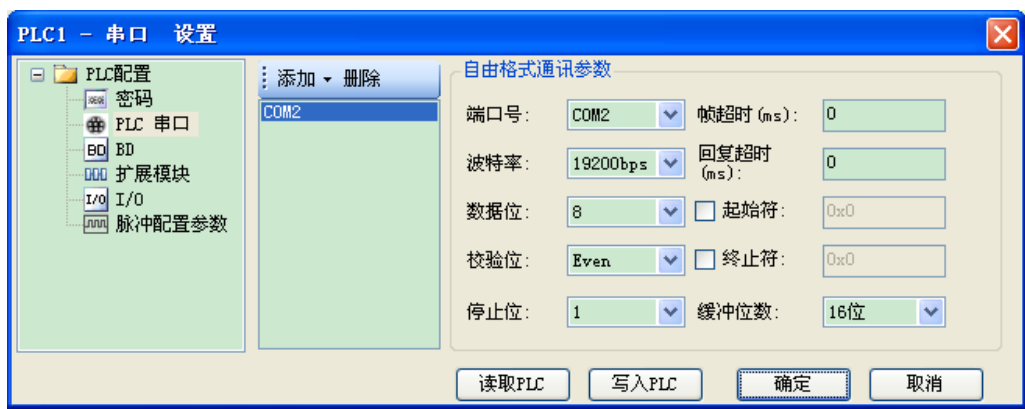 PLC1 - 串口 设置
PLC配置
密码
PLC 串口
BD BD
扩展模块
I/O I/O
脉冲配置参数
添加 删除
COM2
自由格式通讯参数
端口号: COM2 帧超时(ms): 0
波特率: 19200bps 回复超时(ms): 0
数据位: 8 起始符: 0x0
校验位: Even 终止符: 0x0
停止位: 1 缓冲位数: 16位
读取PLC 写入PLC 确定 取消